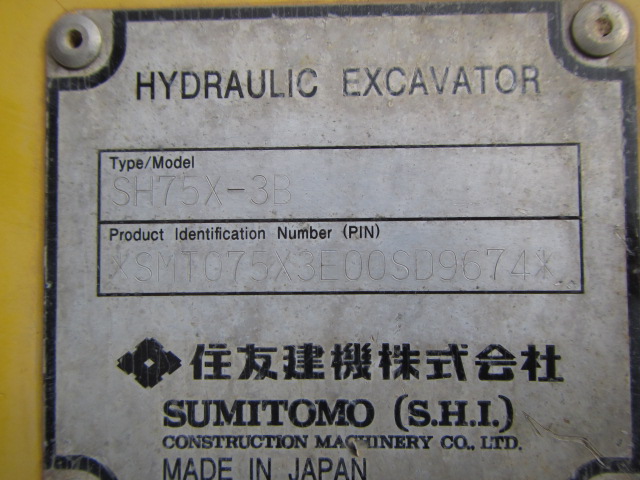 HYDRAULIC EXCAVATOR
Type/Model
SH75X-3B
Product Identification Number (PIN)
*SMT075X3E00SD9674*
住友建機株式会社
SUMITOMO (S.H.I.)
CONSTRUCTION MACHINERY CO., LTD.
MADE IN JAPAN